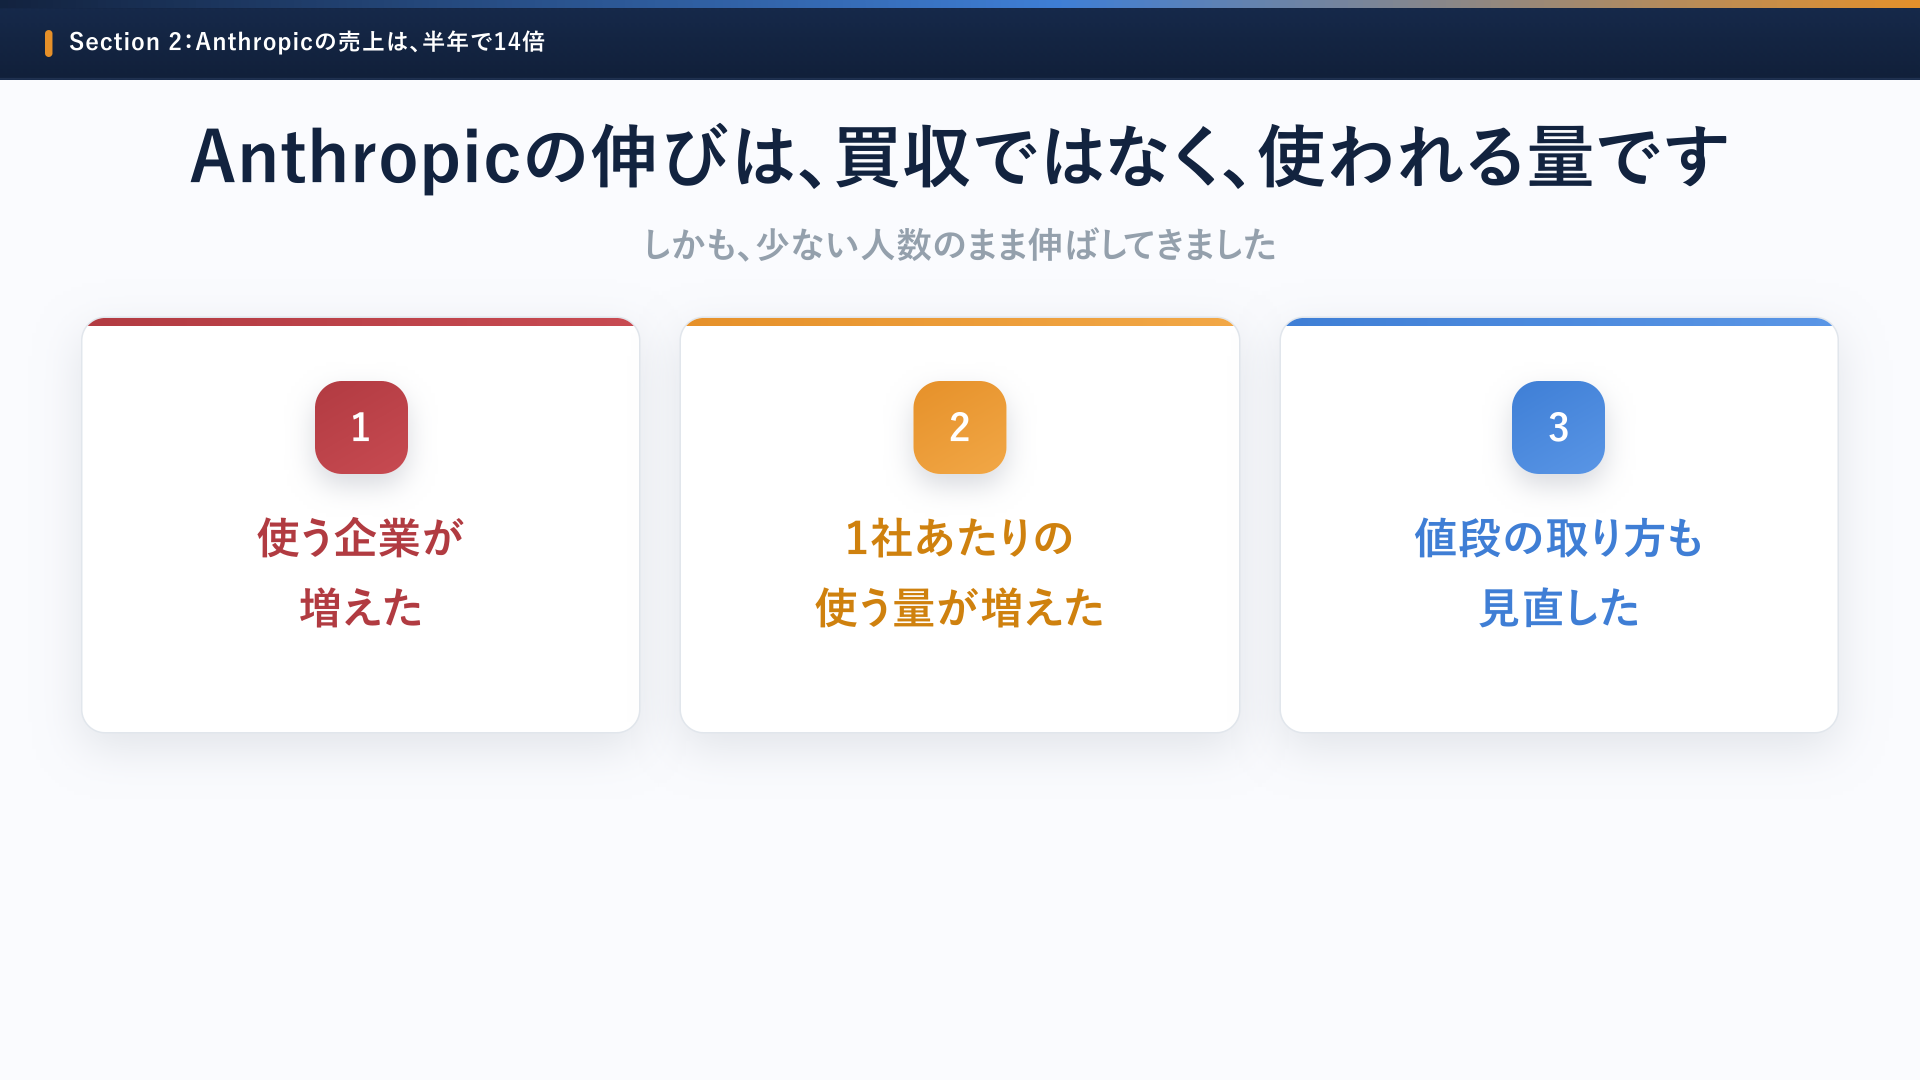 Section 2：Anthropicの売上は、半年で14倍
Anthropicの伸びは、買収ではなく、使われる量です
しかも、少ない人数のまま伸ばしてきました
1
使う企業が
増えた
2
1社あたりの
使う量が増えた
3
値段の取り方も
見直した